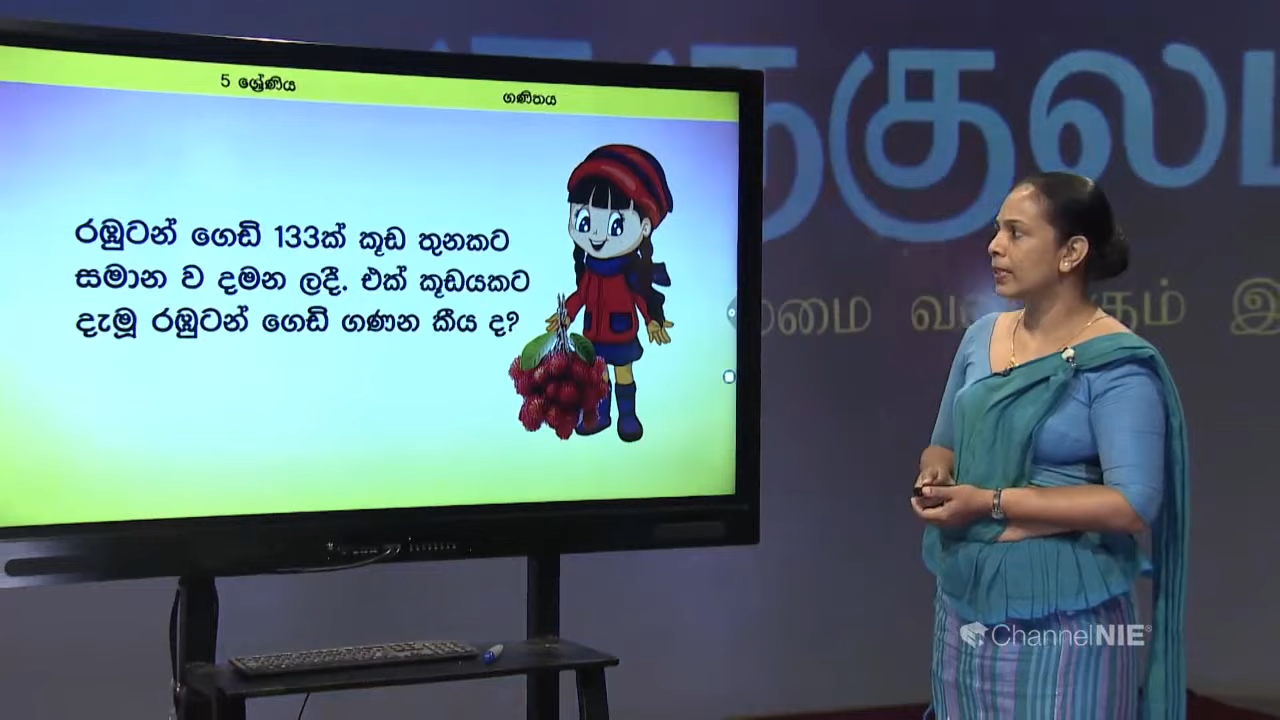 5 ශ්‍රේණිය
ගණිතය
රඹුටන් ගෙඩි 133ක් කූඩ තුනකට
සමාන ව දමන ලදී. එක් කූඩයකට
දැමූ රඹුටන් ගෙඩි ගණන කීය ද?
ChannelNIE